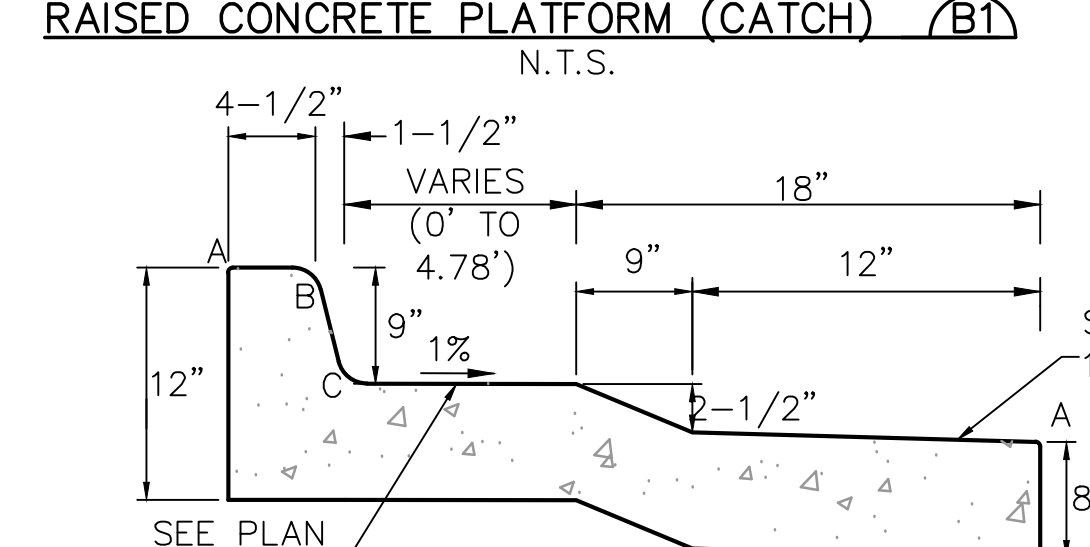 RAISED CONCRETE PLATFORM (CATCH) B1
N.T.S.
4-1/2"
1-1/2"
VARIES
(0' TO
4.78')
18"
9"
12"
A
B
C
9"
1%
12"
2-1/2"
A
8
SEE PLAN